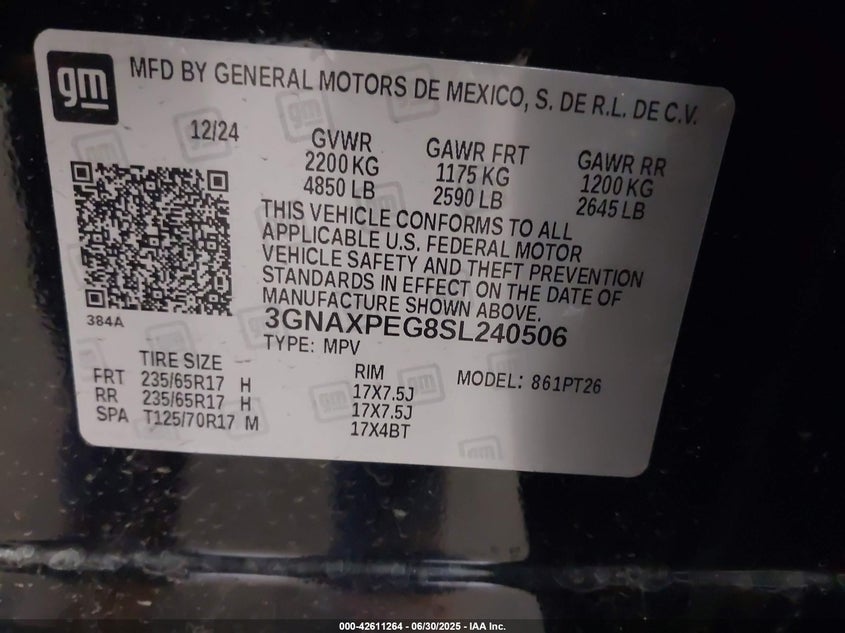 gm
MFD BY GENERAL MOTORS DE MEXICO, S. DE R.L. DE C.V.
12/24 GVWR GAWR FRT GAWR RR
2200 KG 1175 KG 1200 KG
4850 LB 2590 LB 2645 LB
THIS VEHICLE CONFORMS TO ALL
APPLICABLE U.S. FEDERAL MOTOR
VEHICLE SAFETY AND THEFT PREVENTION
STANDARDS IN EFFECT ON THE DATE OF
MANUFACTURE SHOWN ABOVE.
384A
3GNAXPEG8SL240506
TYPE: MPV
TIRE SIZE RIM MODEL: 861PT26
FRT 235/65R17 H 17X7.5J
RR 235/65R17 H 17X7.5J
SPA T125/70R17 M 17X4BT
000-42611264 - 06/30/2025 - IAA Inc.